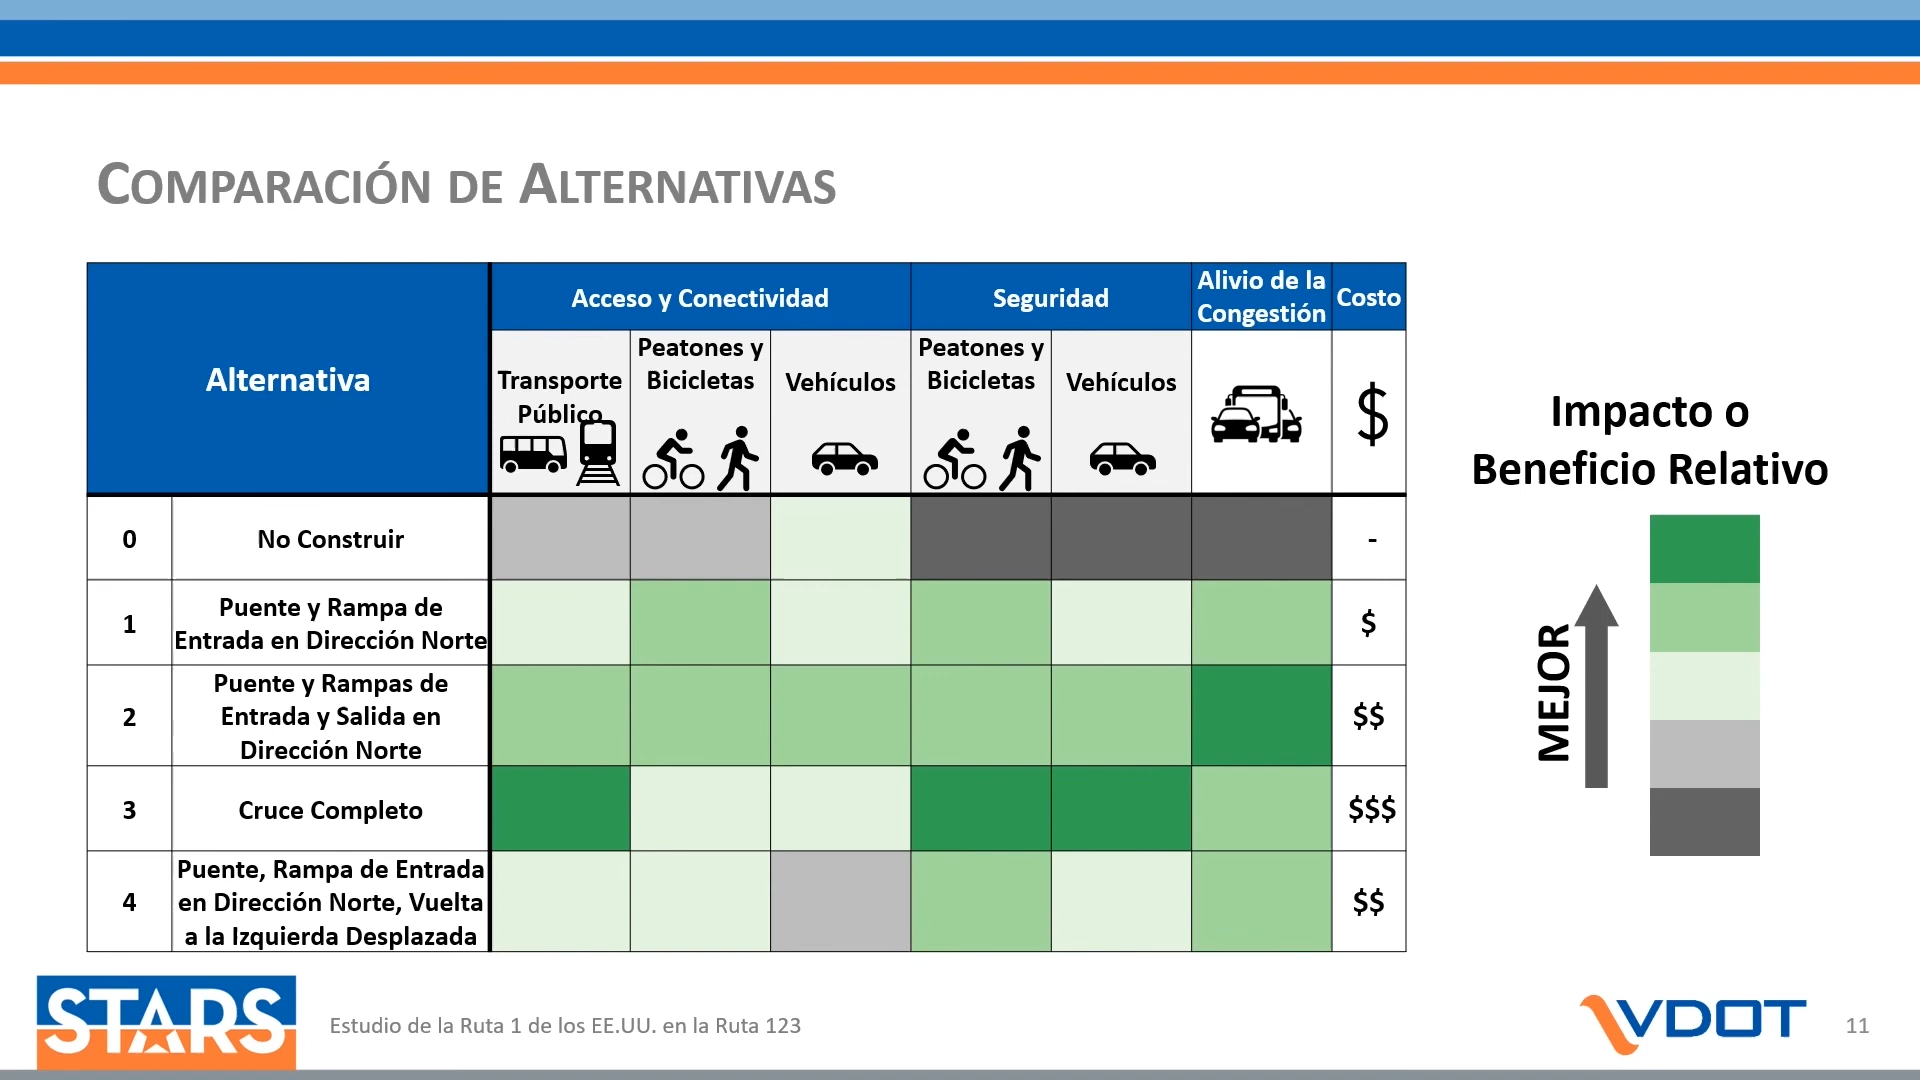 COMPARACIÓN DE ALTERNATIVAS
Alternativa
Acceso y Conectividad
Seguridad
Alivio de la
Congestión
Costo
Transporte
Público
Peatones y
Bicicletas
Vehículos
Peatones y
Bicicletas
Vehículos
$
0
No Construir
-
1
Puente y Rampa de
Entrada en Dirección Norte
$
2
Puente y Rampas de
Entrada y Salida en
Dirección Norte
$$
3
Cruce Completo
$$$
4
Puente, Rampa de Entrada
en Dirección Norte, Vuelta
a la Izquierda Desplazada
$$
Impacto o
Beneficio Relativo
MEJOR
STARS
Estudio de la Ruta 1 de los EE.UU. en la Ruta 123
VDOT
11